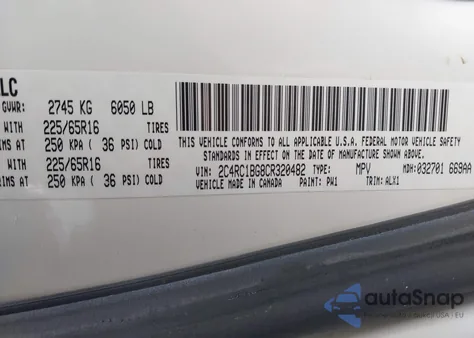 LC
GVWR: 2745 KG 6050 LB
WITH 225/65R16 TIRES
AT 250 KPA ( 36 PSI) COLD
WITH 225/65R16 TIRES
AT 250 KPA ( 36 PSI) COLD
THIS VEHICLE CONFORMS TO ALL APPLICABLE U.S.A. FEDERAL MOTOR VEHICLE SAFETY
STANDARDS IN EFFECT ON THE DATE OF MANUFACTURE SHOWN ABOVE.
VIN: 2C4RC1BG8CR320482 TYPE: MPV MDH: 032701 669AA
VEHICLE MADE IN CANADA PAINT: PW1 TRIM: ALX1
autoSnap